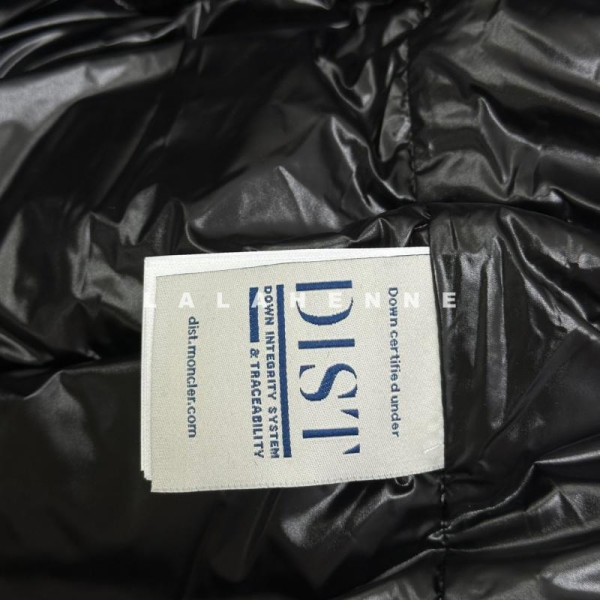 Down certified under
DIST
DOWN INTEGRITY SYSTEM
& TRACEABILITY
dist.moncler.com
LALAHENNE